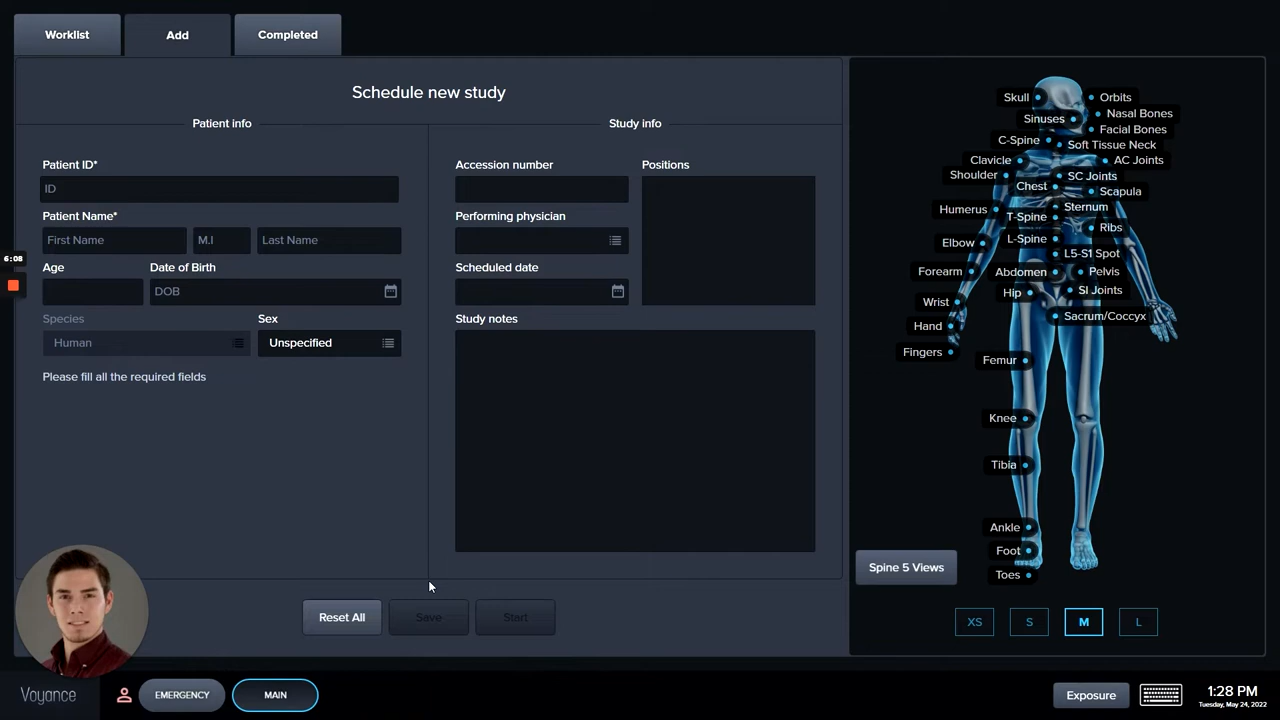 Worklist
Add
Completed
Schedule new study
Patient info
Study info
Patient ID*
ID
Patient Name*
First Name
M.I
Last Name
Age
Date of Birth
DOB
Species
Human
Sex
Unspecified
Please fill all the required fields
Accession number
Positions
Performing physician
Scheduled date
Study notes
6:08
Reset All
Save
Start
Skull
Orbits
Nasal Bones
Sinuses
Facial Bones
C-Spine
Soft Tissue Neck
Clavicle
AC Joints
Shoulder
SC Joints
Chest
Scapula
Humerus
Sternum
T-Spine
Ribs
Elbow
L-Spine
L5-S1 Spot
Forearm
Abdomen
Pelvis
Hip
SI Joints
Wrist
Sacrum/Coccyx
Hand
Fingers
Femur
Knee
Tibia
Ankle
Foot
Toes
Spine 5 Views
XS
S
M
L
Voyance
EMERGENCY
MAIN
Exposure
1:28 PM
Tuesday, May 24, 2022